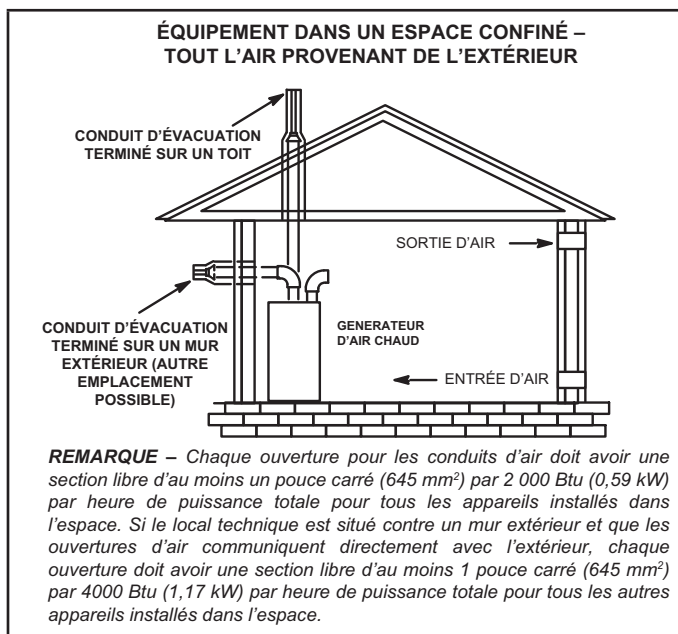 ÉQUIPEMENT DANS UN ESPACE CONFINÉ –
TOUT L'AIR PROVENANT DE L'EXTÉRIEUR
CONDUIT D'ÉVACUATION
TERMINÉ SUR UN TOIT
SORTIE D'AIR
CONDUIT D'ÉVACUATION
TERMINÉ SUR UN MUR
EXTÉRIEUR (AUTRE
EMPLACEMENT
POSSIBLE)
GENERATEUR
D'AIR CHAUD
ENTRÉE D'AIR
REMARQUE – Chaque ouverture pour les conduits d'air doit avoir une
section libre d'au moins un pouce carré (645 mm²) par 2 000 Btu (0,59 kW)
par heure de puissance totale pour tous les appareils installés dans
l'espace. Si le local technique est situé contre un mur extérieur et que les
ouvertures d'air communiquent directement avec l'extérieur, chaque
ouverture doit avoir une section libre d'au moins 1 pouce carré (645 mm²)
par 4000 Btu (1,17 kW) par heure de puissance totale pour tous les autres
appareils installés dans l'espace.